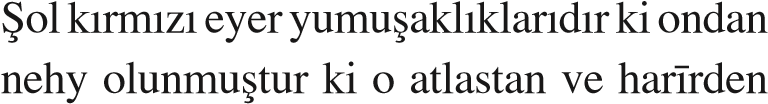 Şol kırmızı eyer yumuşaklıklarıdır ki ondan
nehy olunmuştur ki o atlastan ve harīrden